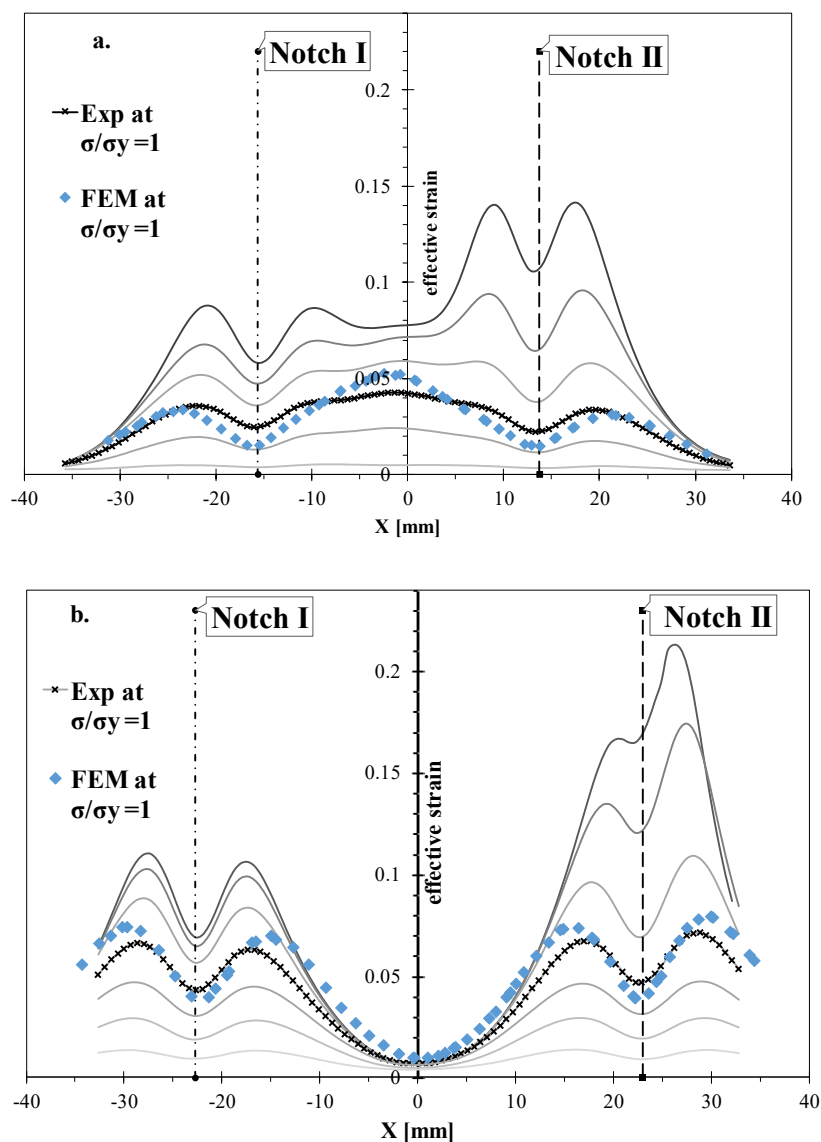 a.
Notch I
Notch II
Exp at
σ/σy =1
FEM at
σ/σy =1
effective strain
0.2
0.15
0.1
0.05
0
-40 -30 -20 -10 0 10 20 30 40
X [mm]
b.
Notch I
Notch II
Exp at
σ/σy =1
FEM at
σ/σy =1
effective strain
0.2
0.15
0.1
0.05
0
-40 -30 -20 -10 0 10 20 30 40
X [mm]